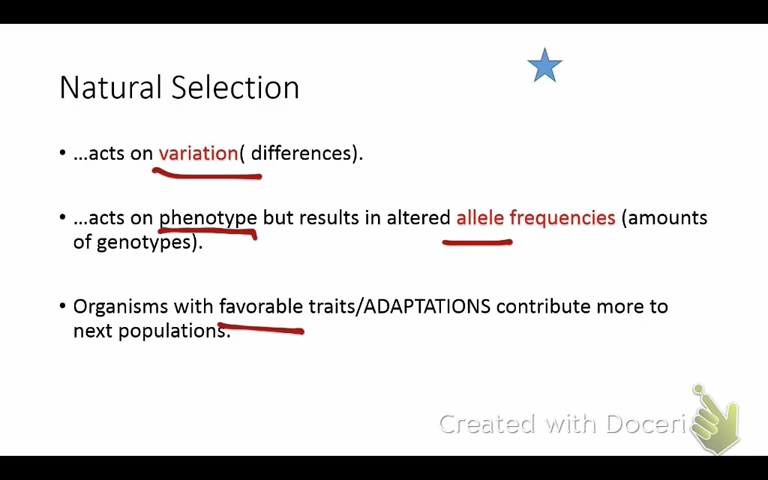 Natural Selection
• ...acts on variation( differences).
• ...acts on phenotype but results in altered allele frequencies (amounts
of genotypes).
• Organisms with favorable traits/ADAPTATIONS contribute more to
next populations.
Created with Doceri